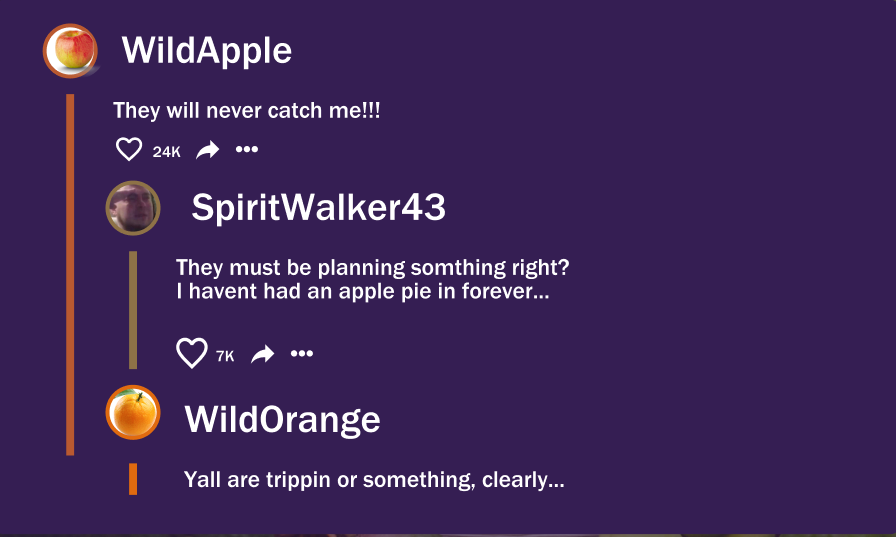 WildApple
They will never catch me!!!
24K
SpiritWalker43
They must be planning somthing right?
I havent had an apple pie in forever...
7K
WildOrange
Yall are trippin or something, clearly...